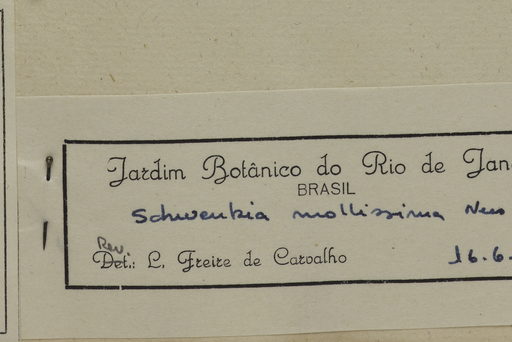 Jardim Botânico do Rio de Jan
BRASIL
Schwenkia mollissima Nees
Rev.
Det.: L. Freire de Carvalho 16.6.